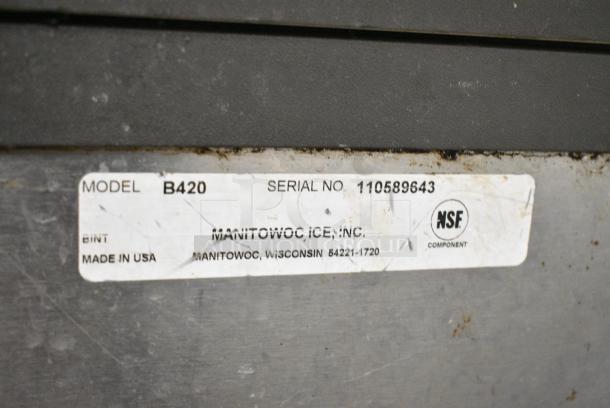 MODEL B420 SERIAL NO 110589643
NSF
BINT MANITOWOC ICE, INC. COMPONENT
MADE IN USA MANITOWOC, WISCONSIN 54221-1720